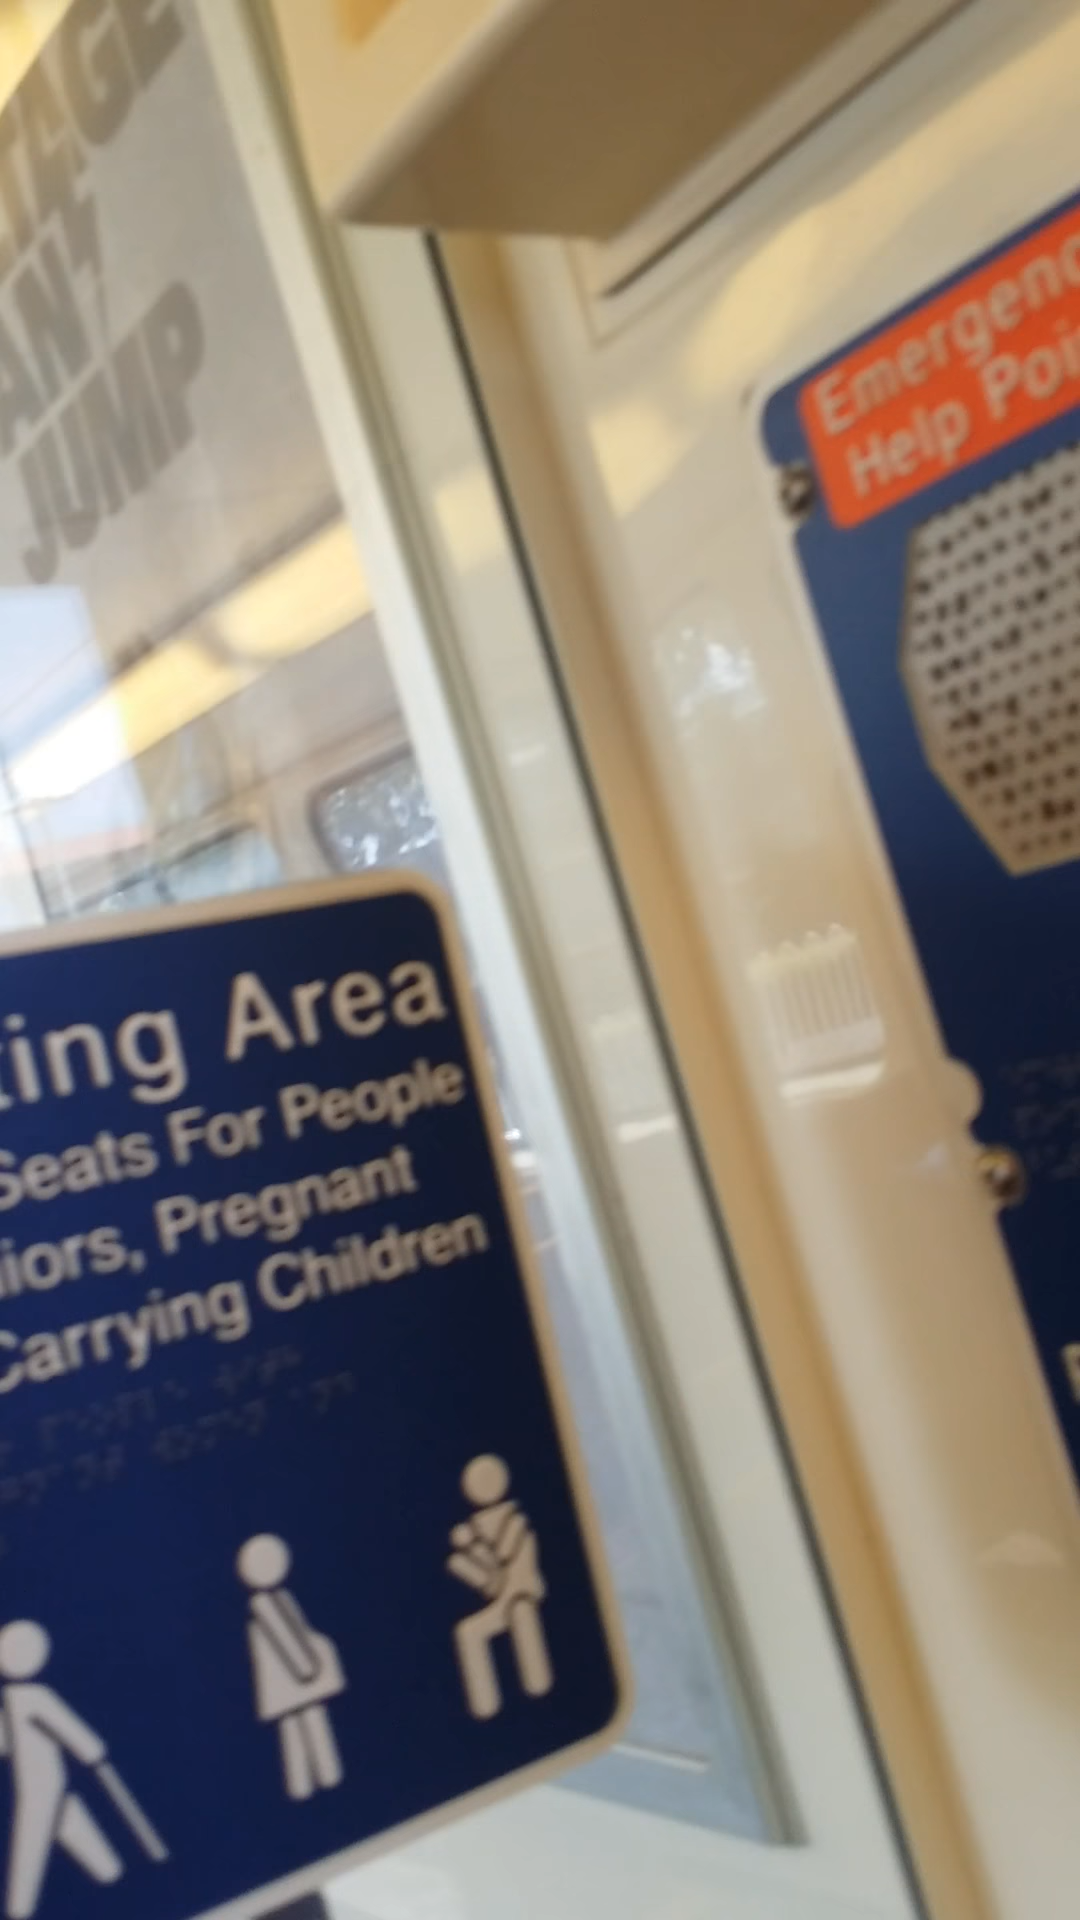 JUMP
Emergenc
Help Poi
ting Area
Seats For People
iors, Pregnant
Carrying Children